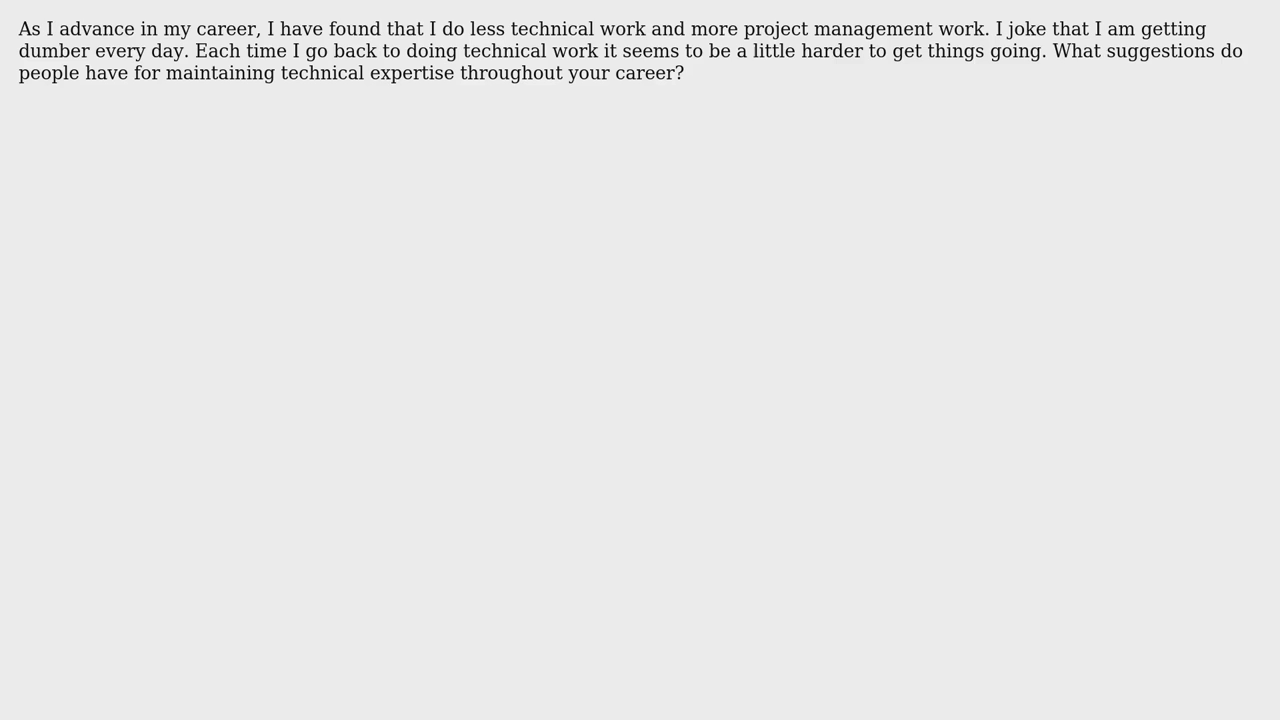 As I advance in my career, I have found that I do less technical work and more project management work. I joke that I am getting
dumber every day. Each time I go back to doing technical work it seems to be a little harder to get things going. What suggestions do
people have for maintaining technical expertise throughout your career?